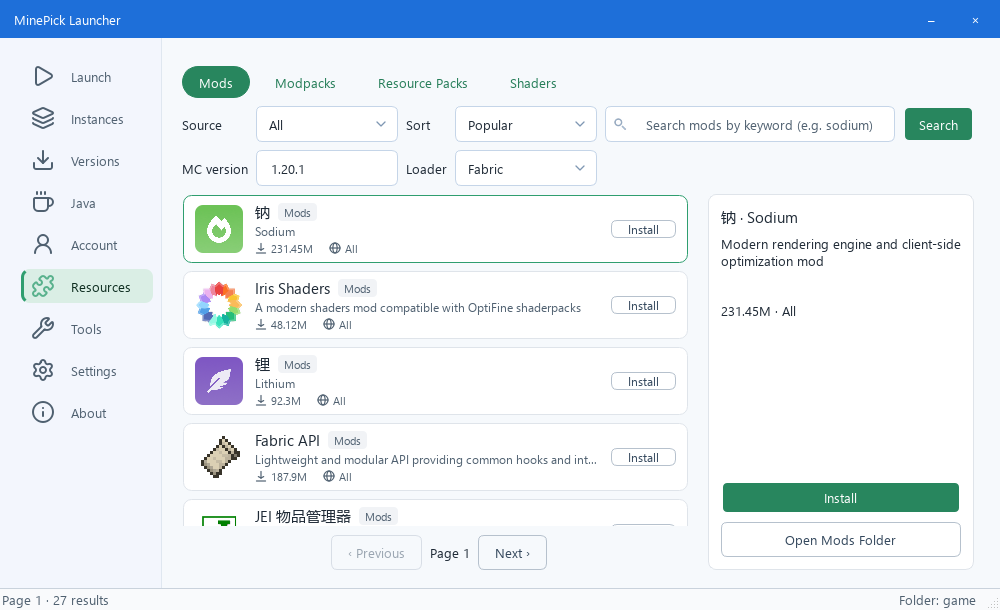 MinePick Launcher
Launch
Instances
Versions
Java
Account
Resources
Tools
Settings
About
Mods
Modpacks
Resource Packs
Shaders
Source
All
Sort
Popular
Search mods by keyword (e.g. sodium)
Search
MC version
1.20.1
Loader
Fabric
钠
Mods
Sodium
231.45M
All
Install
Iris Shaders
Mods
A modern shaders mod compatible with OptiFine shaderpacks
48.12M
All
Install
锂
Mods
Lithium
92.3M
All
Install
Fabric API
Mods
Lightweight and modular API providing common hooks and int...
187.9M
All
Install
JEI 物品管理器
Mods
‹ Previous
Page 1
Next ›
钠 · Sodium
Modern rendering engine and client-side
optimization mod
231.45M · All
Install
Open Mods Folder
Page 1 · 27 results
Folder: game